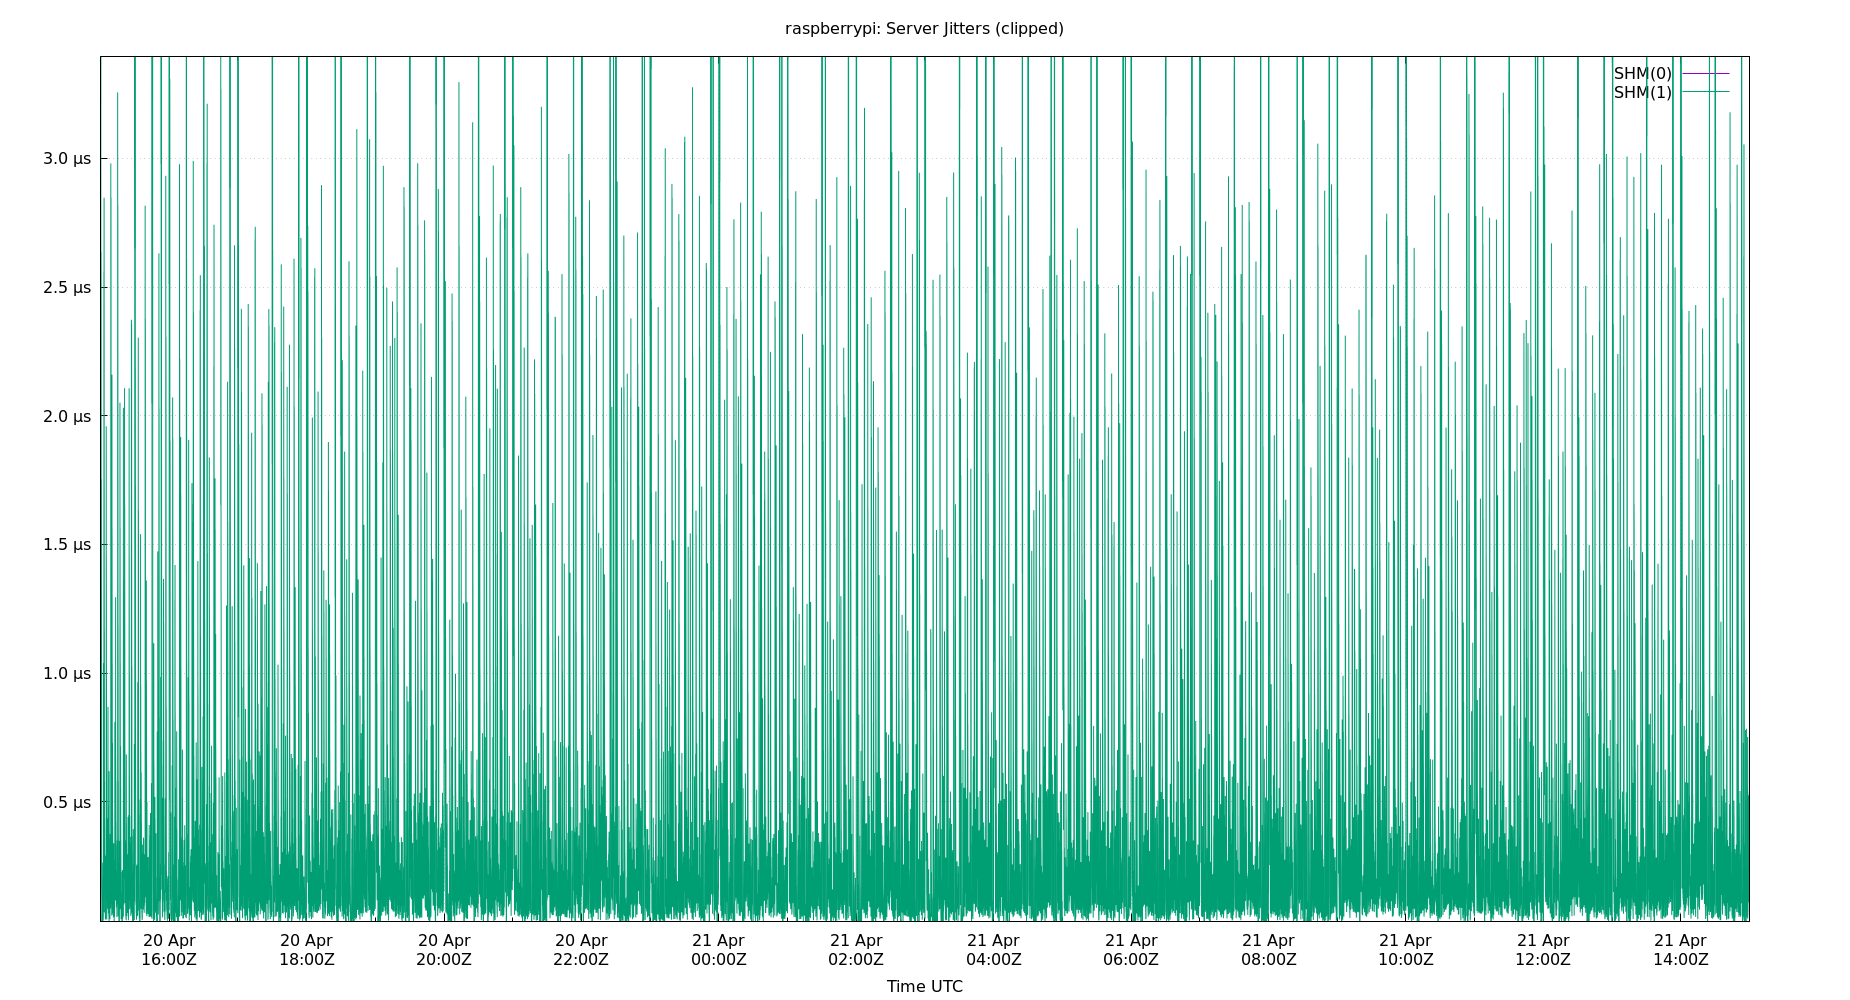 raspberrypi: Server Jitters (clipped)
SHM(0)
SHM(1)
3.0 µs
2.5 µs
2.0 µs
1.5 µs
1.0 µs
0.5 µs
20 Apr 20 Apr 20 Apr 20 Apr 21 Apr 21 Apr 21 Apr 21 Apr 21 Apr 21 Apr 21 Apr 21 Apr
16:00Z 18:00Z 20:00Z 22:00Z 00:00Z 02:00Z 04:00Z 06:00Z 08:00Z 10:00Z 12:00Z 14:00Z
Time UTC